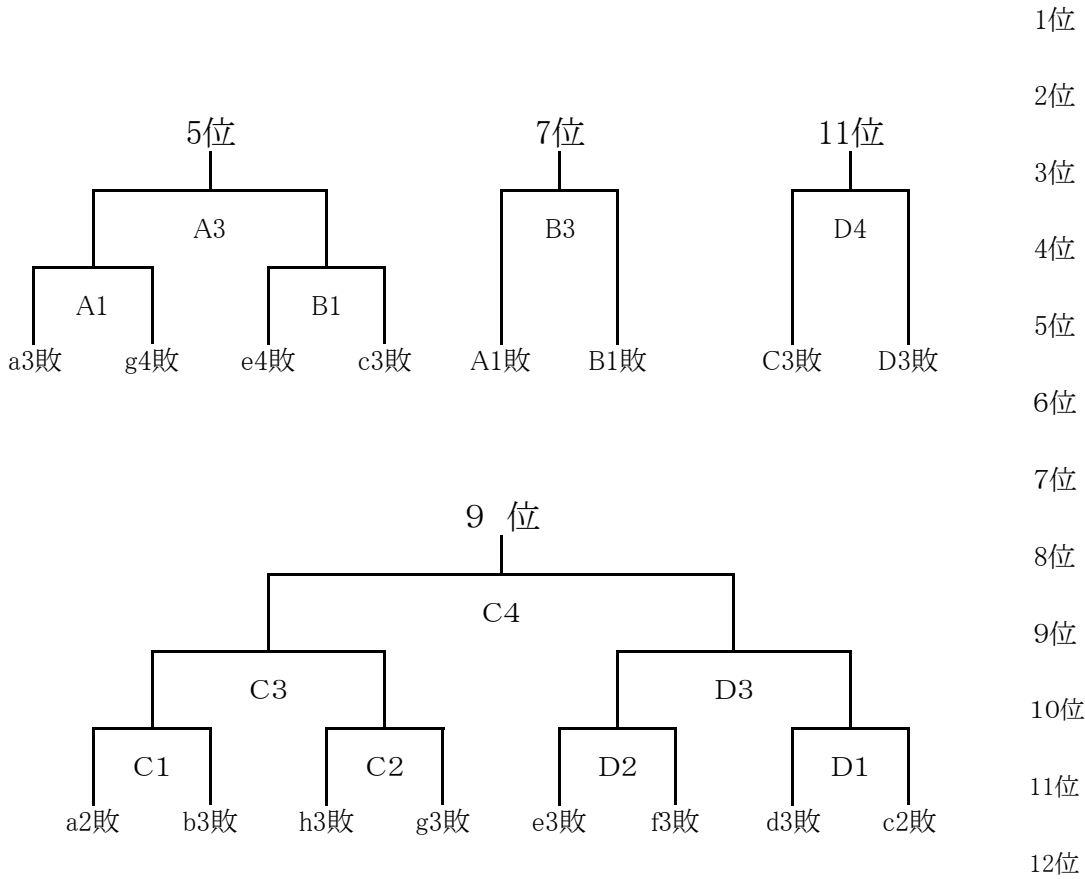 1位
2位
5位 7位 11位
3位
A3 B3 D4
4位
A1 B1
5位
a3敗 g4敗 e4敗 c3敗 A1敗 B1敗 C3敗 D3敗
6位
7位
9 位
8位
C4
9位
C3 D3
10位
C1 C2 D2 D1
11位
a2敗 b3敗 h3敗 g3敗 e3敗 f3敗 d3敗 c2敗
12位